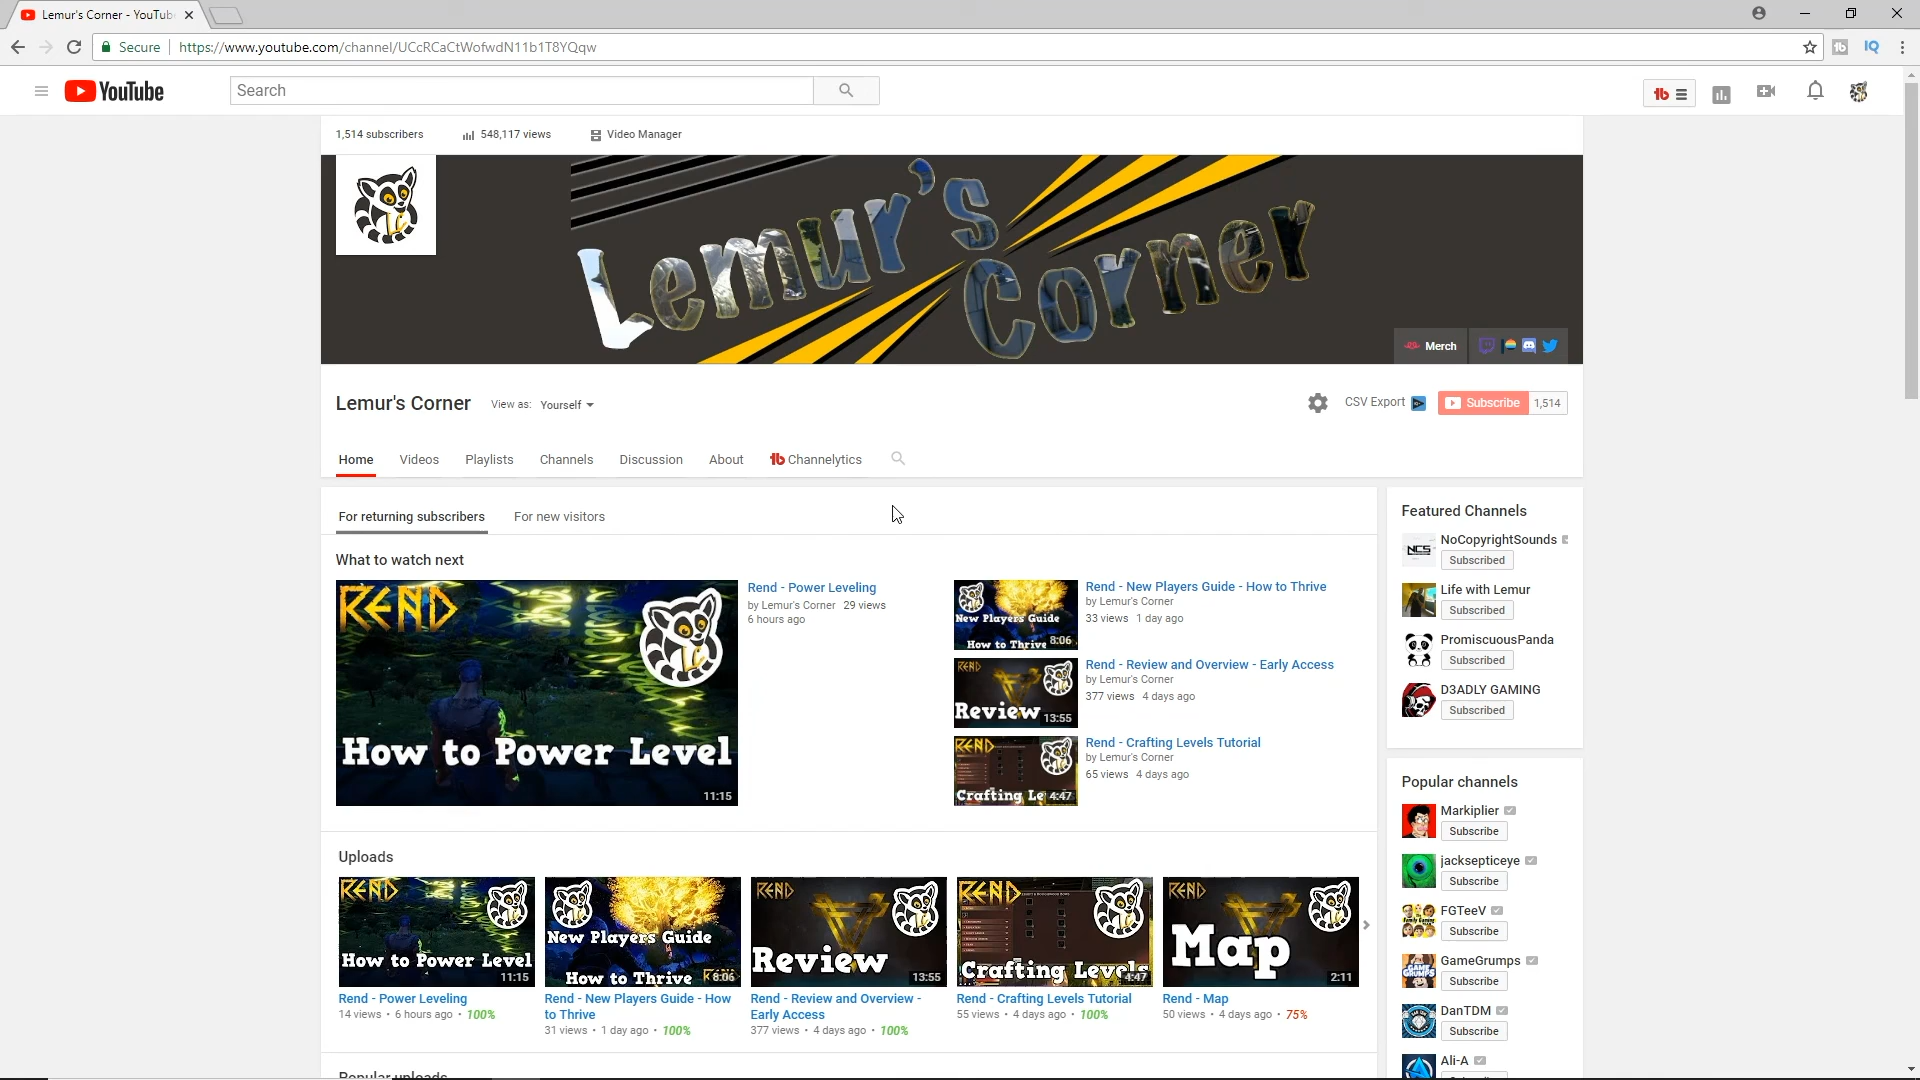 Lemur's Corner - YouTub
Secure
https://www.youtube.com/channel/UCcRCaCtWofwdN11b1T8YQqw
IQ
YouTube
Search
tb
1,514 subscribers
548,117 views
Video Manager
Lemur's
Corner
Merch
Lemur's Corner
View as: Yourself
CSV Export
Subscribe 1,514
Home
Videos
Playlists
Channels
Discussion
About
Channelytics
For returning subscribers
For new visitors
What to watch next
REND
How to Power Level
11:15
Rend - Power Leveling
by Lemur's Corner 29 views
6 hours ago
New Players Guide
How to Thrive
8:06
Rend - New Players Guide - How to Thrive
by Lemur's Corner
33 views 1 day ago
REND
Review
13:55
Rend - Review and Overview - Early Access
by Lemur's Corner
377 views 4 days ago
REND
Crafting Le
4:47
Rend - Crafting Levels Tutorial
by Lemur's Corner
65 views 4 days ago
Uploads
REND
How to Power Level
11:15
Rend - Power Leveling
14 views • 6 hours ago • 100%
New Players Guide
How to Thrive
REND
8:06
Rend - New Players Guide - How
to Thrive
31 views • 1 day ago • 100%
REND
Review
13:55
Rend - Review and Overview -
Early Access
377 views • 4 days ago • 100%
REND
Crafting Levels
4:47
Rend - Crafting Levels Tutorial
55 views • 4 days ago • 100%
REND
Map
2:11
Rend - Map
50 views • 4 days ago • 75%
Popular uploads
Featured Channels
NCS
NoCopyrightSounds
Subscribed
Life with Lemur
Subscribed
PromiscuousPanda
Subscribed
D3ADLY GAMING
Subscribed
Popular channels
Markiplier
Subscribe
jacksepticeye
Subscribe
FGTeeV
Subscribe
GameGrumps
Subscribe
DanTDM
Subscribe
Ali-A